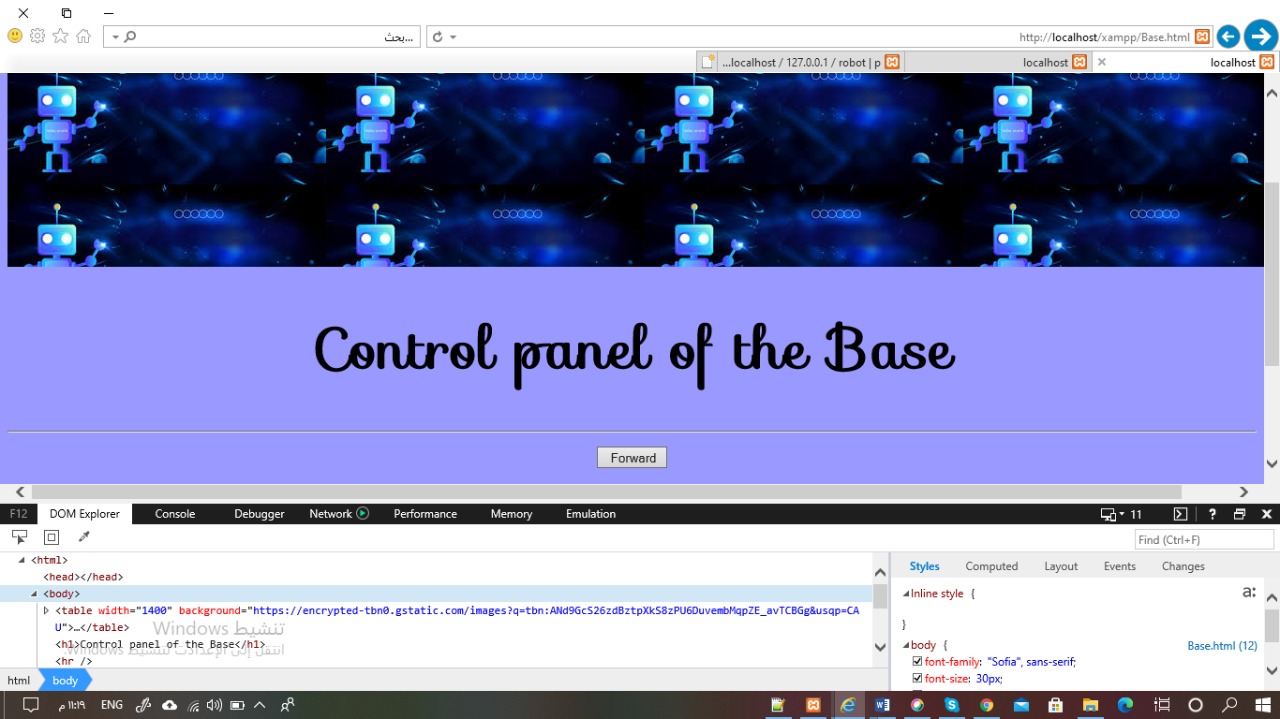 بحث...
http://localhost/xampp/Base.html
...localhost / 127.0.0.1 / robot | p
localhost
localhost
Control panel of the Base
Forward
F12
DOM Explorer
Console
Debugger
Network
Performance
Memory
Emulation
11
?
Find (Ctrl+F)
<html>
<head></head>
<body>
<table width="1400" background="https://encrypted-tbn0.gstatic.com/images?q=tbn:ANd9GcS26zdBztpXkS8zPU6DuvembMqpZE_avTCBGg&usqp=CA
U">…</table>
<h1>Control panel of the Base</h1>
<hr />
تنشيط Windows
انتقل إلى الإعدادات لتنشيط Windows.
Styles
Computed
Layout
Events
Changes
Inline style {
a:
}
body {
Base.html (12)
font-family: "Sofia", sans-serif;
font-size: 30px;
html
body
١١:١٩ م
ENG